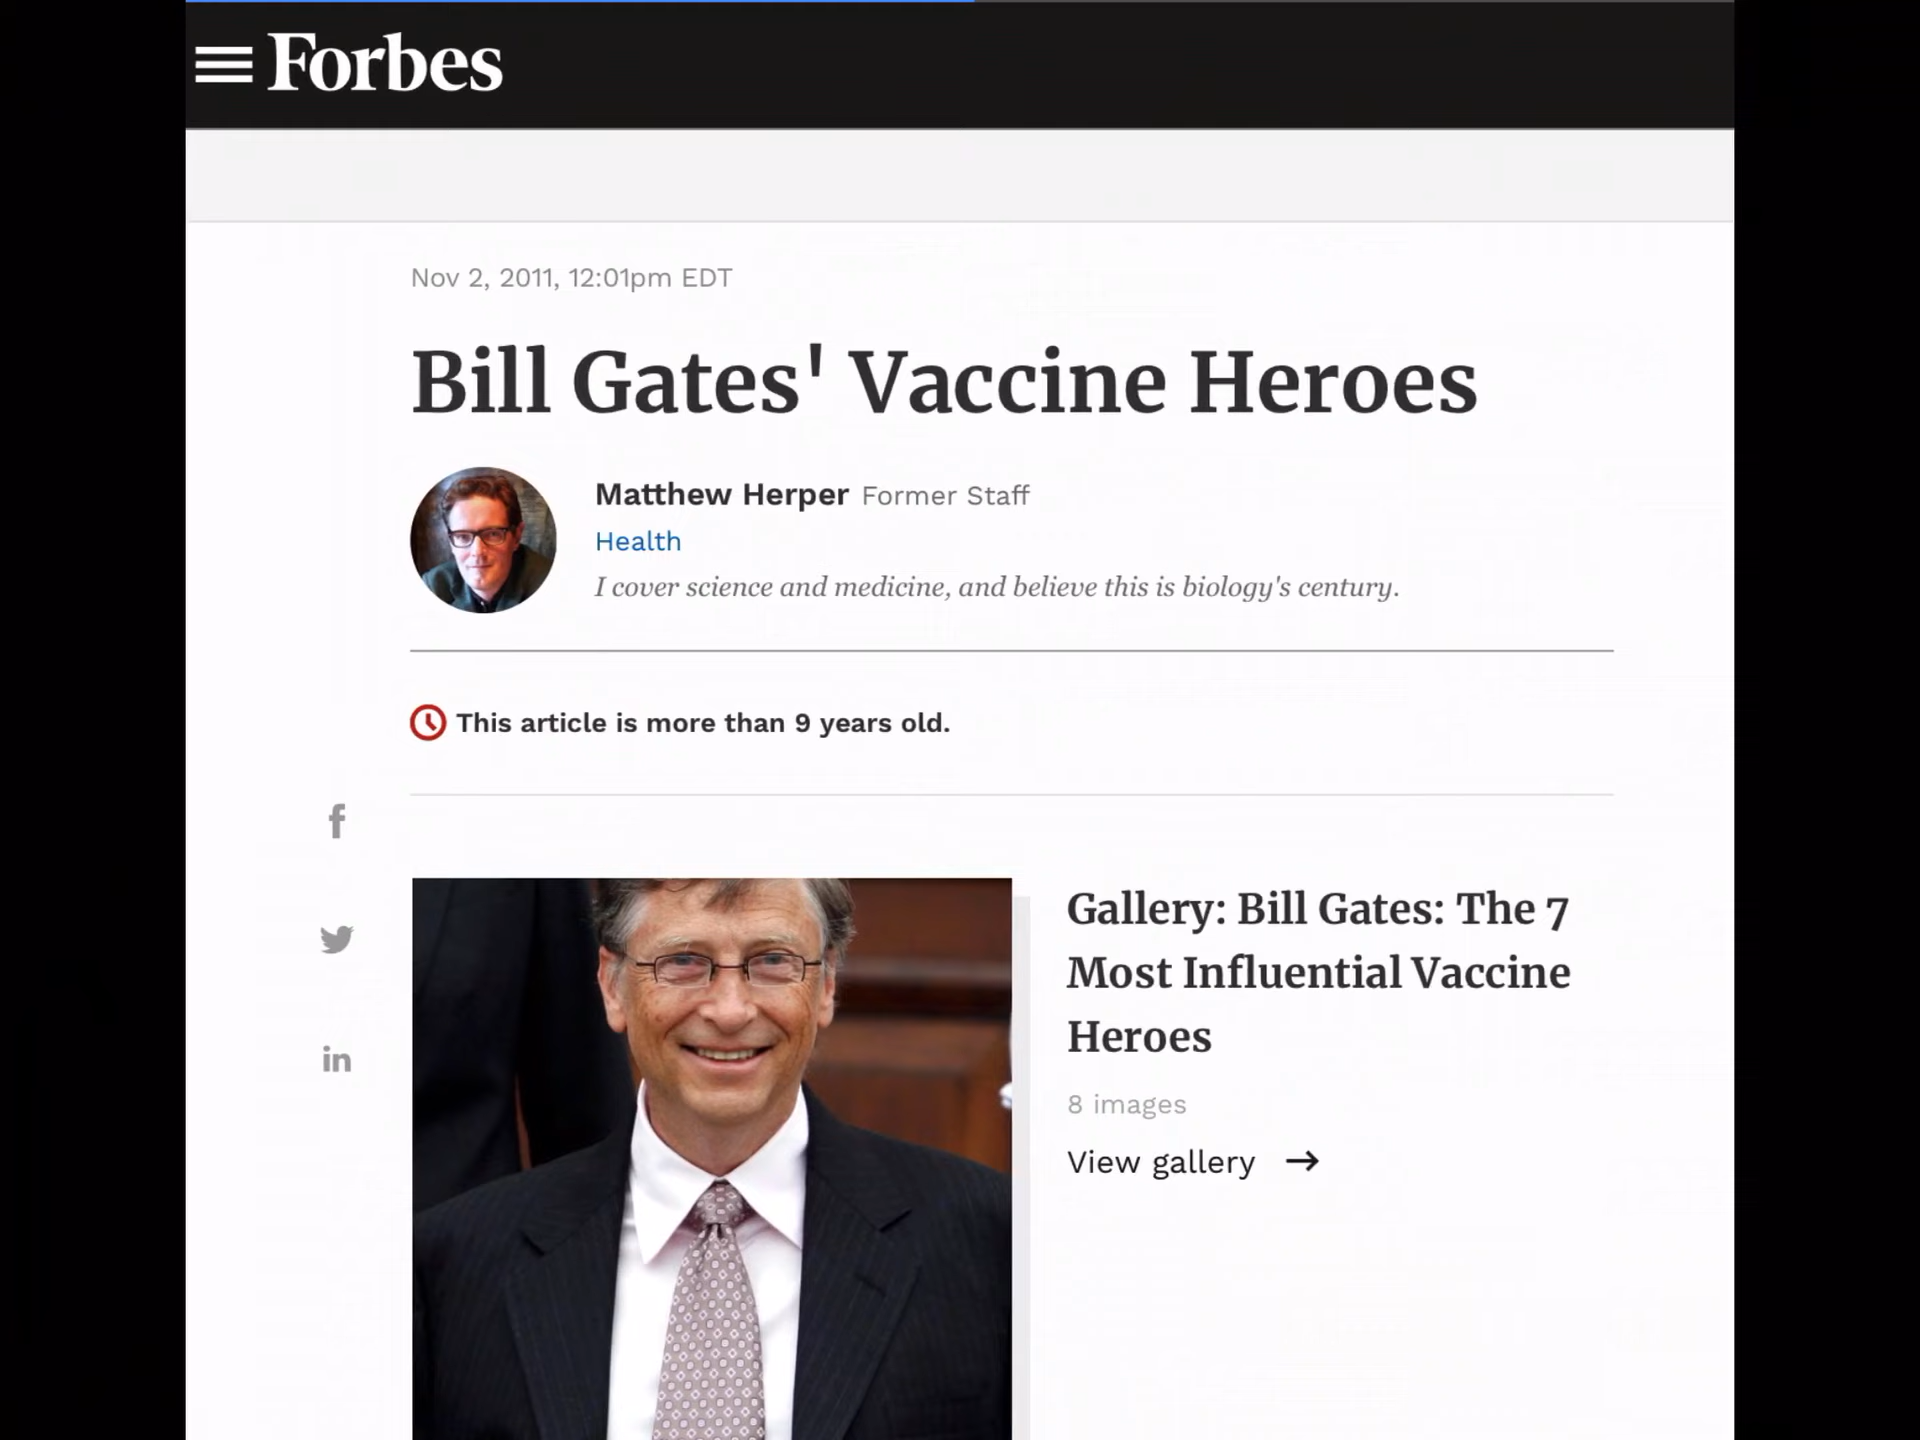 Forbes
Nov 2, 2011, 12:01pm EDT
Bill Gates' Vaccine Heroes
Matthew Herper Former Staff
Health
I cover science and medicine, and believe this is biology's century.
This article is more than 9 years old.
Gallery: Bill Gates: The 7
Most Influential Vaccine
Heroes
8 images
View gallery →